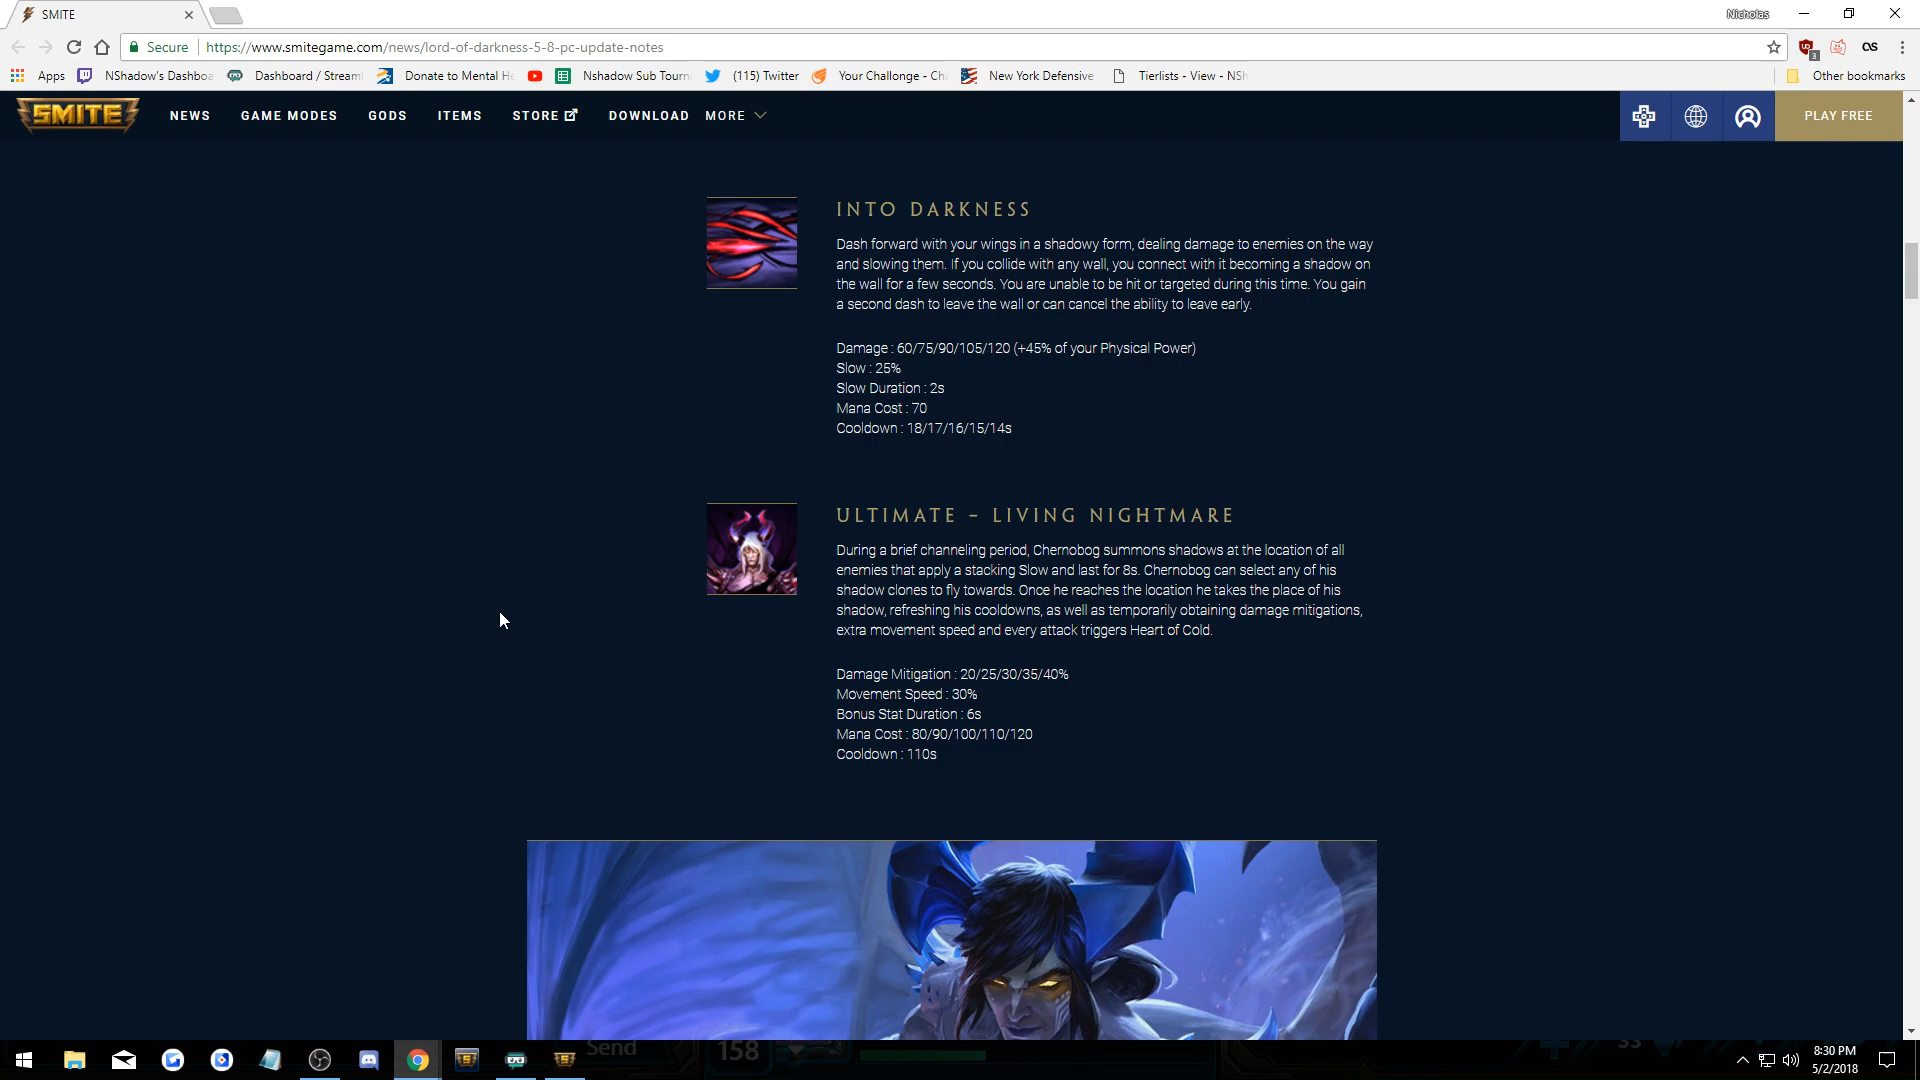 SMITE
Nicholas
Secure
https://www.smitegame.com/news/lord-of-darkness-5-8-pc-update-notes
3
Apps
NShadow's Dashboa
Dashboard / Stream
Donate to Mental He
Nshadow Sub Tourn
(115) Twitter
Your Challonge - Ch
New York Defensive
Tierlists - View - NSh
Other bookmarks
SMITE
NEWS
GAME MODES
GODS
ITEMS
STORE
DOWNLOAD
MORE
PLAY FREE
INTO DARKNESS
Dash forward with your wings in a shadowy form, dealing damage to enemies on the way
and slowing them. If you collide with any wall, you connect with it becoming a shadow on
the wall for a few seconds. You are unable to be hit or targeted during this time. You gain
a second dash to leave the wall or can cancel the ability to leave early.
Damage : 60/75/90/105/120 (+45% of your Physical Power)
Slow : 25%
Slow Duration : 2s
Mana Cost : 70
Cooldown : 18/17/16/15/14s
ULTIMATE – LIVING NIGHTMARE
During a brief channeling period, Chernobog summons shadows at the location of all
enemies that apply a stacking Slow and last for 8s. Chernobog can select any of his
shadow clones to fly towards. Once he reaches the location he takes the place of his
shadow, refreshing his cooldowns, as well as temporarily obtaining damage mitigations,
extra movement speed and every attack triggers Heart of Cold.
Damage Mitigation : 20/25/30/35/40%
Movement Speed : 30%
Bonus Stat Duration : 6s
Mana Cost : 80/90/100/110/120
Cooldown : 110s
Send
158
33
8:30 PM
5/2/2018